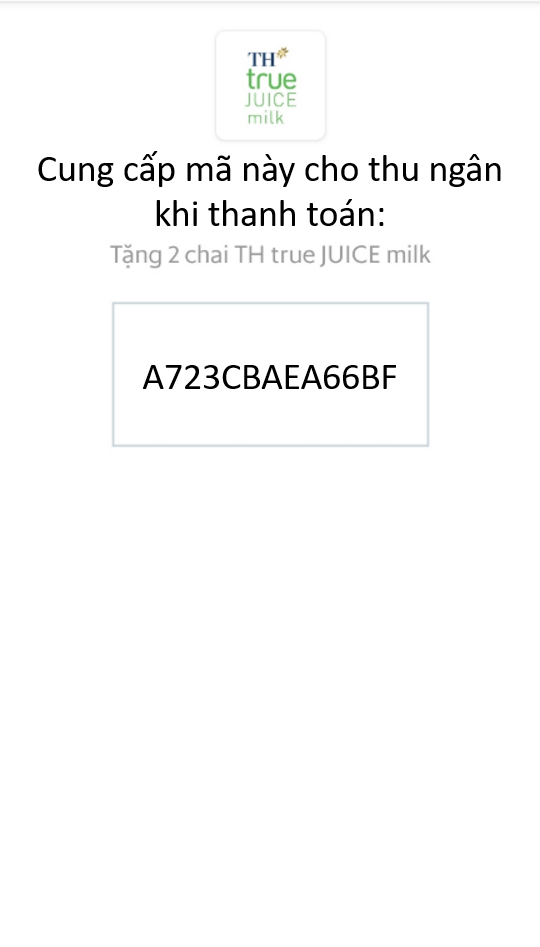 TH
true
JUICE
milk
Cung cấp mã này cho thu ngân
khi thanh toán:
Tặng 2 chai TH true JUICE milk
A723CBAEA66BF